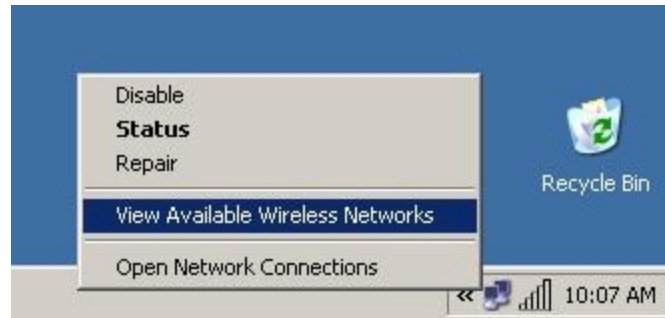 Disable
Status
Repair
View Available Wireless Networks
Open Network Connections
Recycle Bin
« 10:07 AM